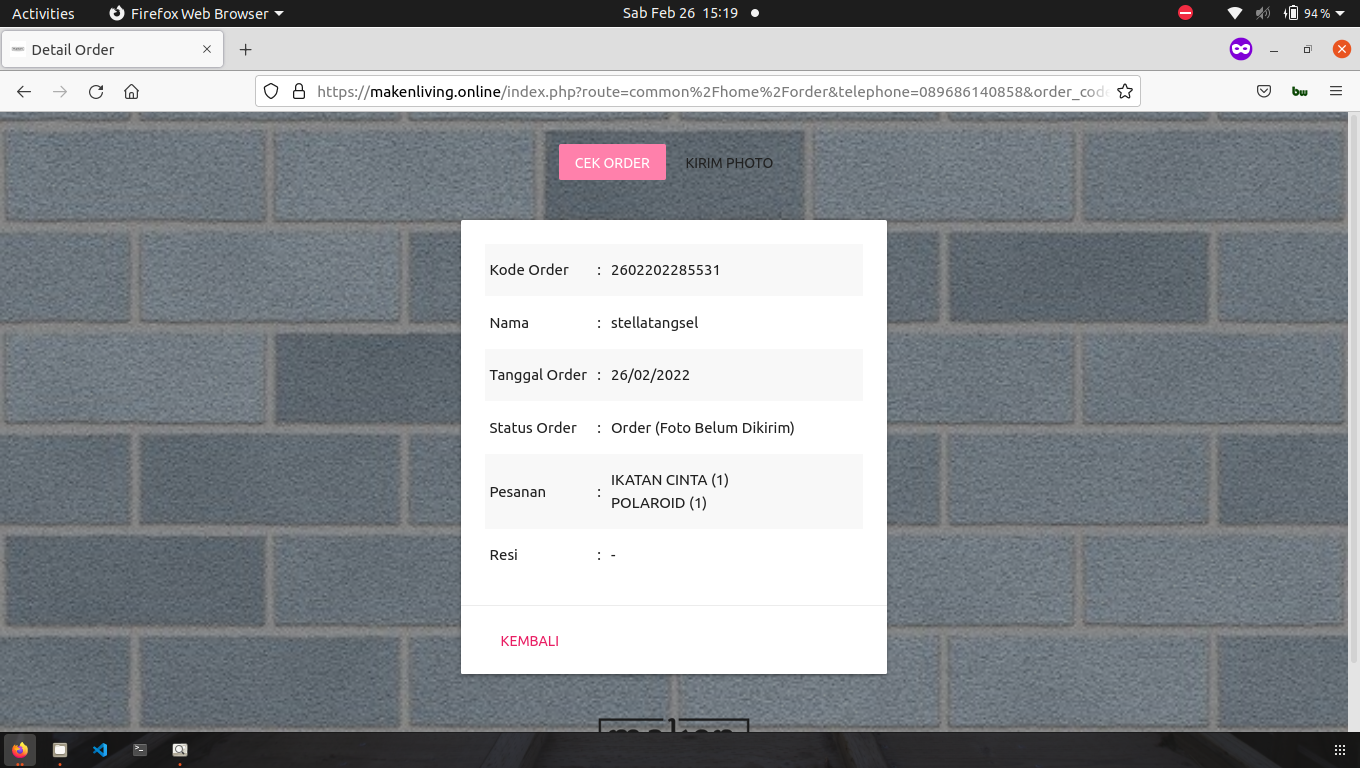 Activities
Firefox Web Browser
Sab Feb 26 15:19
94 %
Detail Order
https://makenliving.online/index.php?route=common%2Fhome%2Forder&telephone=089686140858&order_code
CEK ORDER
KIRIM PHOTO
Kode Order : 2602202285531
Nama : stellatangsel
Tanggal Order : 26/02/2022
Status Order : Order (Foto Belum Dikirim)
Pesanan : IKATAN CINTA (1)
POLAROID (1)
Resi : -
KEMBALI